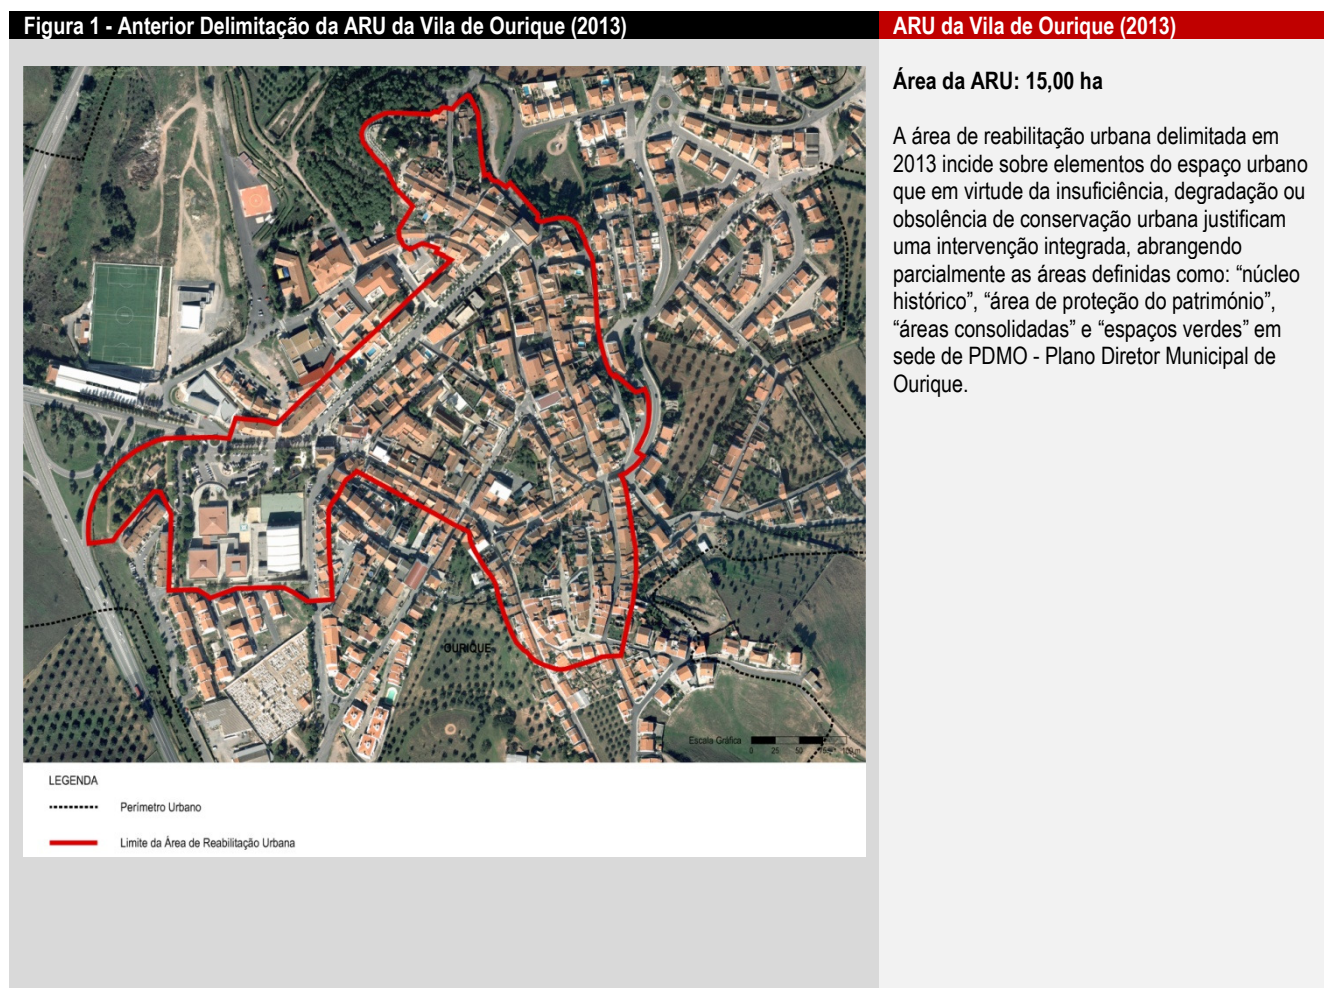 Figura 1 - Anterior Delimitação da ARU da Vila de Ourique (2013)
ARU da Vila de Ourique (2013)
Área da ARU: 15,00 ha
A área de reabilitação urbana delimitada em
2013 incide sobre elementos do espaço urbano
que em virtude da insuficiência, degradação ou
obsolência de conservação urbana justificam
uma intervenção integrada, abrangendo
parcialmente as áreas definidas como: “núcleo
histórico”, “área de proteção do património”,
“áreas consolidadas” e “espaços verdes” em
sede de PDMO - Plano Diretor Municipal de
Ourique.
OURIQUE
Escala Gráfica
0 25 50 100 m
LEGENDA
Perímetro Urbano
Limite da Área de Reabilitação Urbana